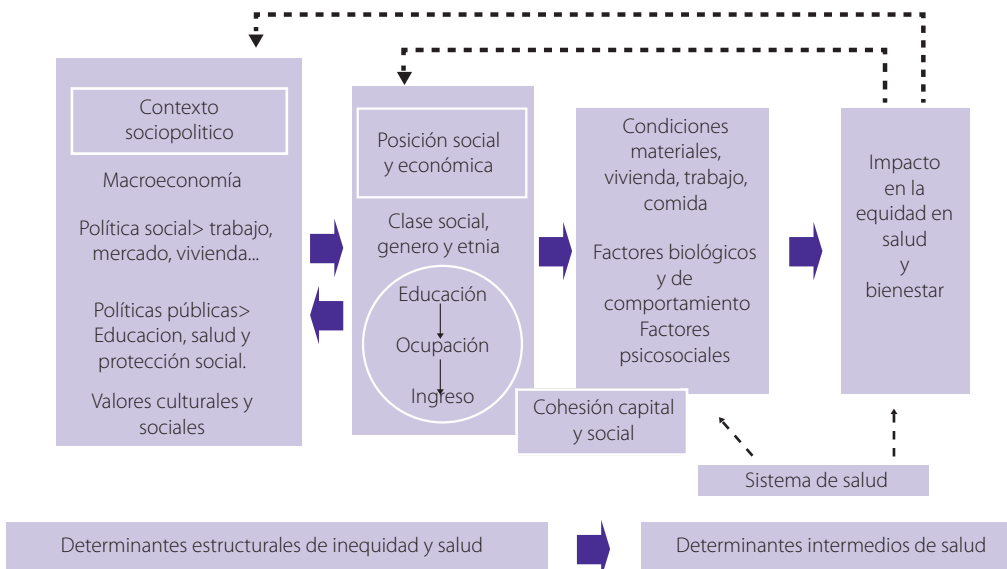 Contexto
sociopolitico
Macroeconomía
Política social> trabajo,
mercado, vivienda...
Políticas públicas>
Educacion, salud y
protección social.
Valores culturales y
sociales
Posición social
y económica
Clase social,
genero y etnia
Educación
Ocupación
Ingreso
Cohesión capital
y social
Condiciones
materiales,
vivienda, trabajo,
comida
Factores biológicos
y de
comportamiento
Factores
psicosociales
Impacto
en la
equidad en
salud
y
bienestar
Sistema de salud
Determinantes estructurales de inequidad y salud
Determinantes intermedios de salud